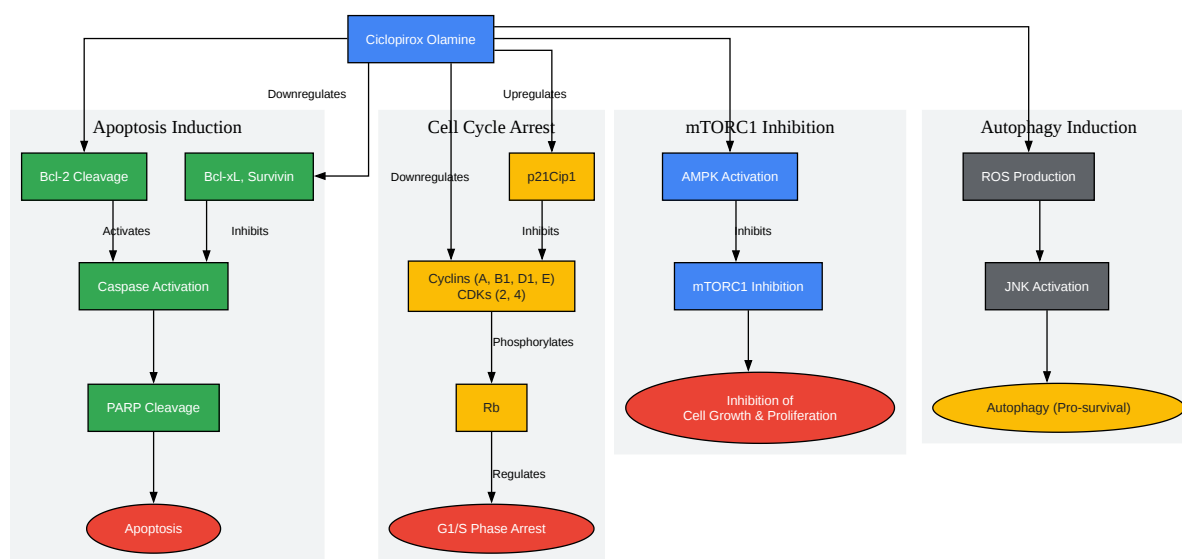 Ciclopirox Olamine
Downregulates
Upregulates
Apoptosis Induction
Cell Cycle Arrest
mTORC1 Inhibition
Autophagy Induction
Bcl-2 Cleavage
Bcl-xL, Survivin
Downregulates
p21Cip1
AMPK Activation
ROS Production
Activates
Inhibits
Inhibits
Inhibits
Caspase Activation
Cyclins (A, B1, D1, E)
CDKs (2, 4)
mTORC1 Inhibition
JNK Activation
Phosphorylates
PARP Cleavage
Rb
Inhibition of
Cell Growth & Proliferation
Autophagy (Pro-survival)
Regulates
Apoptosis
G1/S Phase Arrest